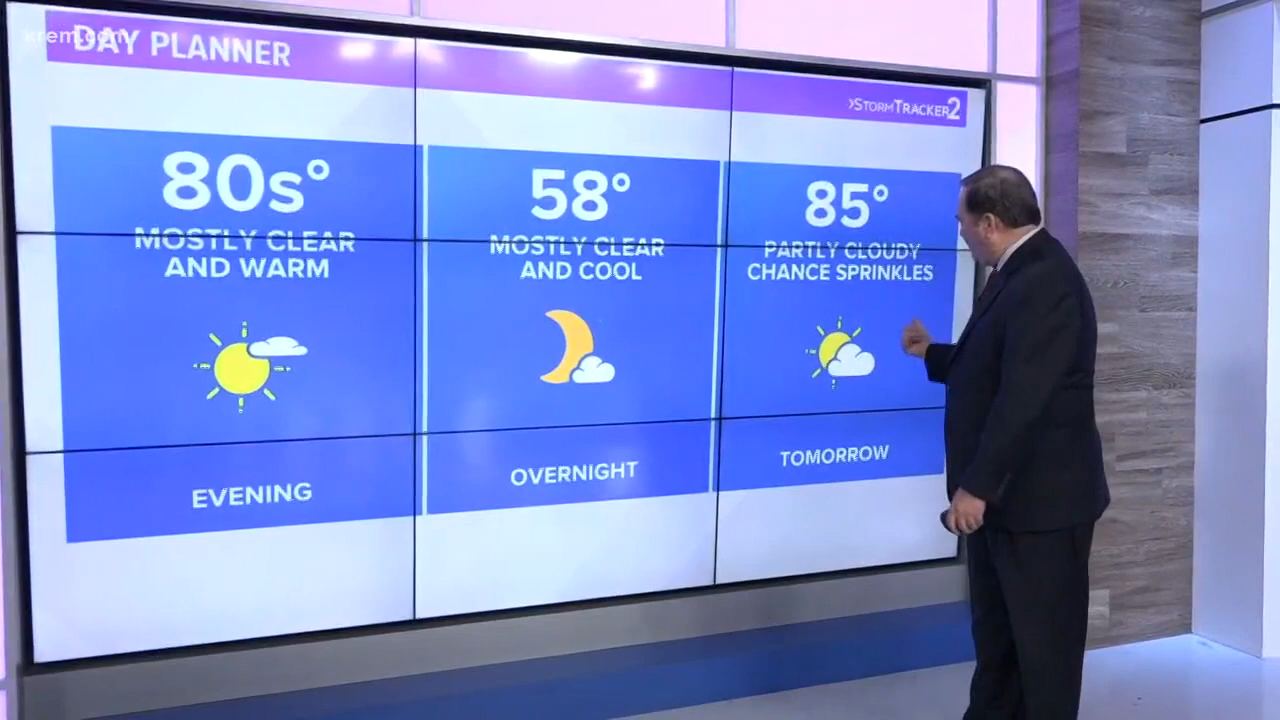 krem.com
DAY PLANNER
STORMTRACKER2
80s°
MOSTLY CLEAR
AND WARM
EVENING
58°
MOSTLY CLEAR
AND COOL
OVERNIGHT
85°
PARTLY CLOUDY
CHANCE SPRINKLES
TOMORROW